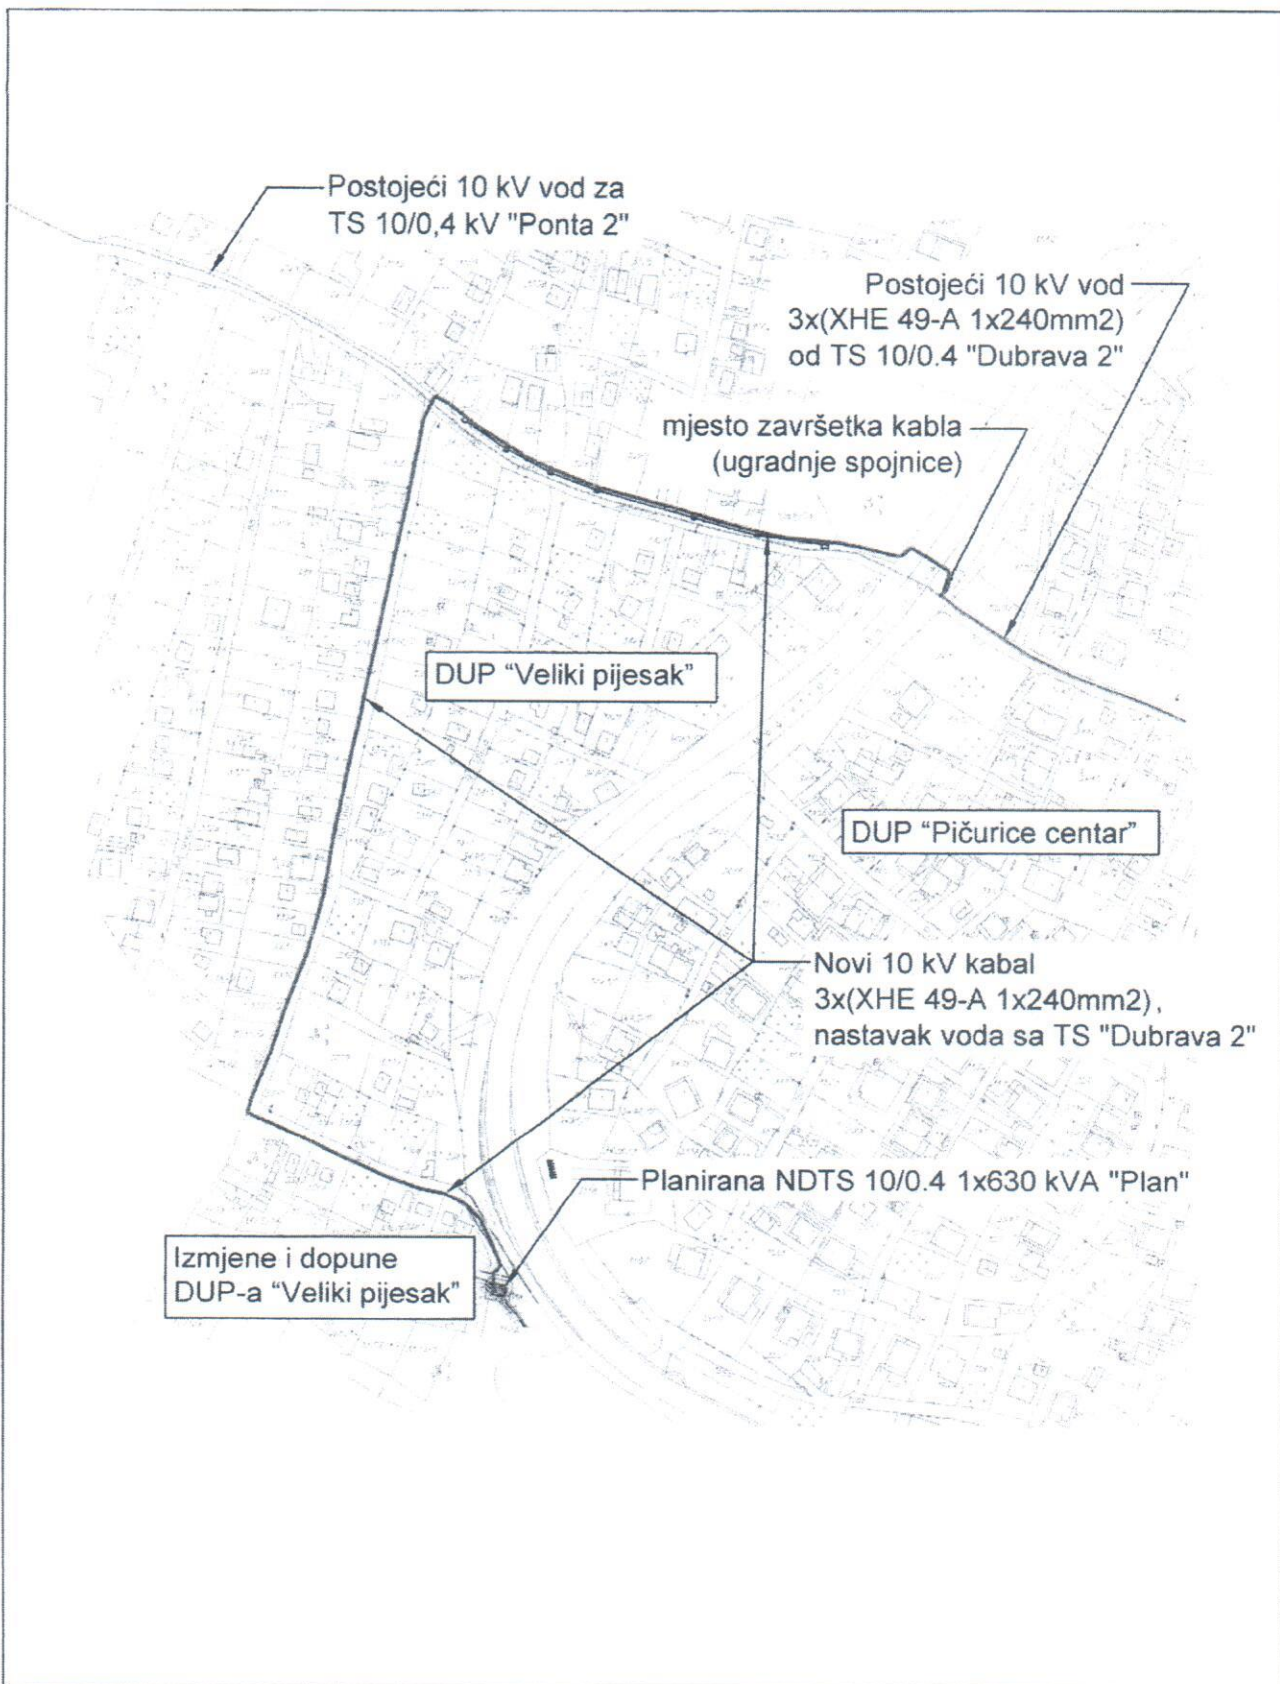 Postojeći 10 kV vod za
TS 10/0,4 kV "Ponta 2"
Postojeći 10 kV vod
3x(XHE 49-A 1x240mm2)
od TS 10/0.4 "Dubrava 2"
mjesto završetka kabla
(ugradnje spojnice)
DUP “Veliki pijesak”
DUP “Pičurice centar”
Novi 10 kV kabal
3x(XHE 49-A 1x240mm2),
nastavak voda sa TS "Dubrava 2"
Planirana NDTS 10/0.4 1x630 kVA "Plan"
Izmjene i dopune
DUP-a “Veliki pijesak”